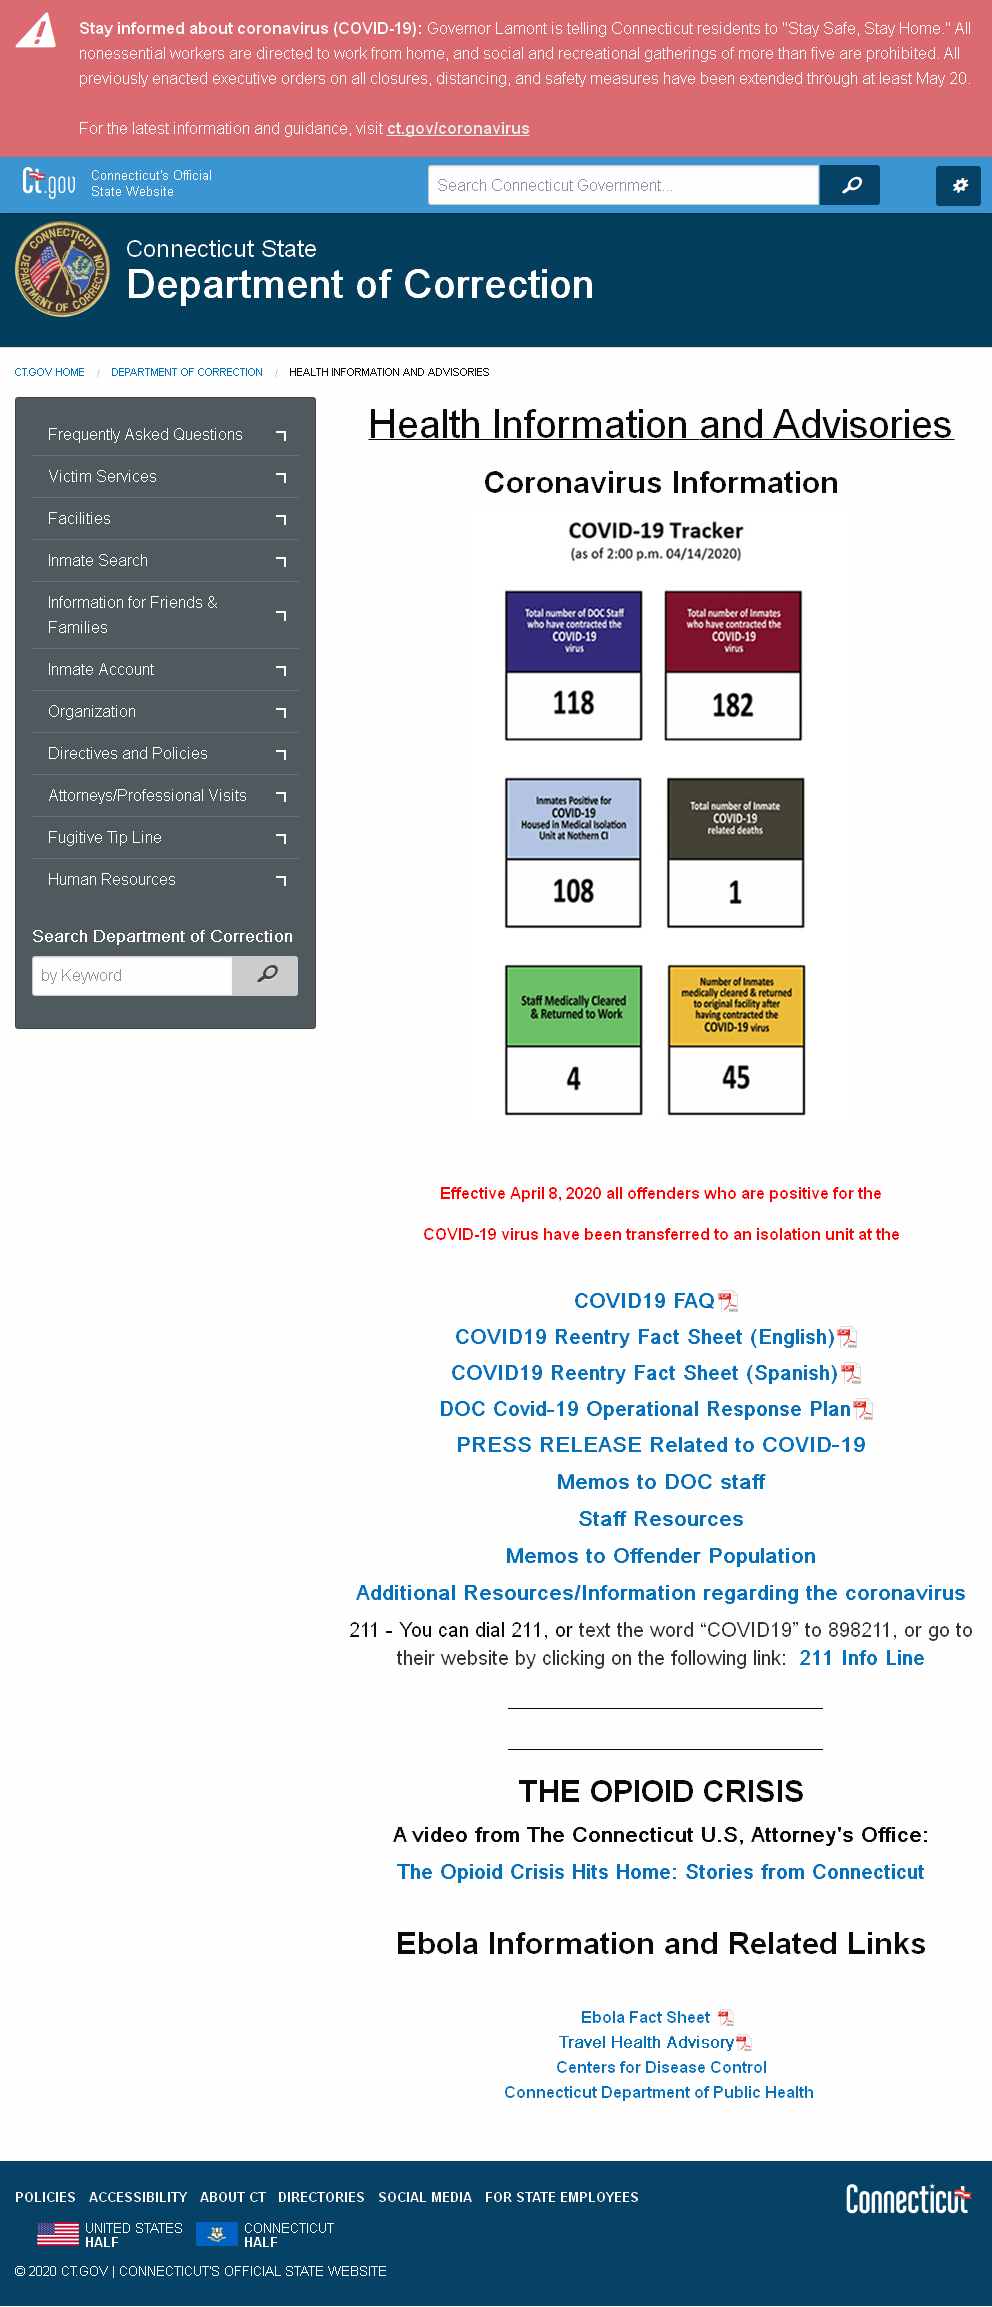 Stay informed about coronavirus (COVID-19): Governor Lamont is telling Connecticut residents to "Stay Safe, Stay Home." All
nonessential workers are directed to work from home, and social and recreational gatherings of more than five are prohibited. All
previously enacted executive orders on all closures, distancing, and safety measures have been extended through at least May 20.
For the latest information and guidance, visit ct.gov/coronavirus
Ct.gov
Connecticut's Official
State Website
Search Connecticut Government...
CONNECTICUT
DEPARTMENT OF CORRECTION
Connecticut State
Department of Correction
CT.GOV HOME / DEPARTMENT OF CORRECTION / HEALTH INFORMATION AND ADVISORIES
Frequently Asked Questions
Victim Services
Facilities
Inmate Search
Information for Friends &
Families
Inmate Account
Organization
Directives and Policies
Attorneys/Professional Visits
Fugitive Tip Line
Human Resources
Search Department of Correction
by Keyword
Health Information and Advisories
Coronavirus Information
COVID-19 Tracker
(as of 2:00 p.m. 04/14/2020)
Total number of DOC Staff
who have contracted the
COVID-19
virus
118
Total number of Inmates
who have contracted the
COVID-19
virus
182
Inmates Positive for
COVID-19
Housed in Medical Isolation
Unit at Nothern CI
108
Total number of Inmate
COVID-19
related deaths
1
Staff Medically Cleared
& Returned to Work
4
Number of Inmates
medically cleared & returned
to original facility after
having contracted the
COVID-19 virus
45
Effective April 8, 2020 all offenders who are positive for the
COVID-19 virus have been transferred to an isolation unit at the
COVID19 FAQ
COVID19 Reentry Fact Sheet (English)
COVID19 Reentry Fact Sheet (Spanish)
DOC Covid-19 Operational Response Plan
PRESS RELEASE Related to COVID-19
Memos to DOC staff
Staff Resources
Memos to Offender Population
Additional Resources/Information regarding the coronavirus
211 - You can dial 211, or text the word “COVID19” to 898211, or go to
their website by clicking on the following link: 211 Info Line
THE OPIOID CRISIS
A video from The Connecticut U.S, Attorney's Office:
The Opioid Crisis Hits Home: Stories from Connecticut
Ebola Information and Related Links
Ebola Fact Sheet
Travel Health Advisory
Centers for Disease Control
Connecticut Department of Public Health
POLICIES ACCESSIBILITY ABOUT CT DIRECTORIES SOCIAL MEDIA FOR STATE EMPLOYEES
Connecticut
UNITED STATES
HALF
CONNECTICUT
HALF
© 2020 CT.GOV | CONNECTICUT'S OFFICIAL STATE WEBSITE